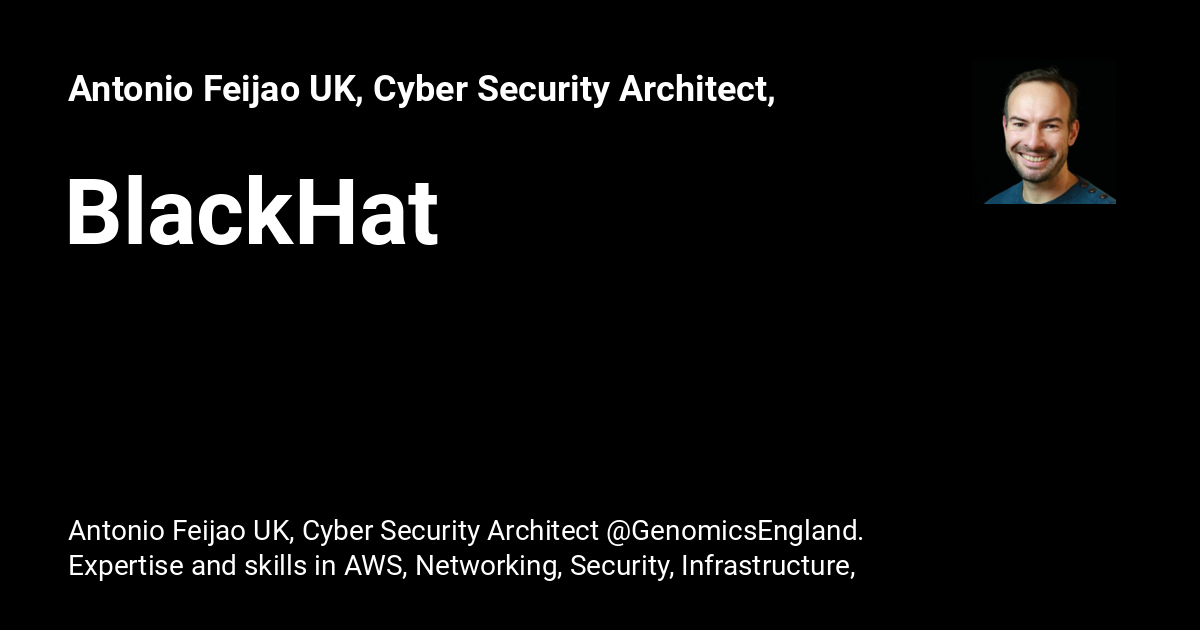 Antonio Feijao UK, Cyber Security Architect,
BlackHat
Antonio Feijao UK, Cyber Security Architect @GenomicsEngland.
Expertise and skills in AWS, Networking, Security, Infrastructure,